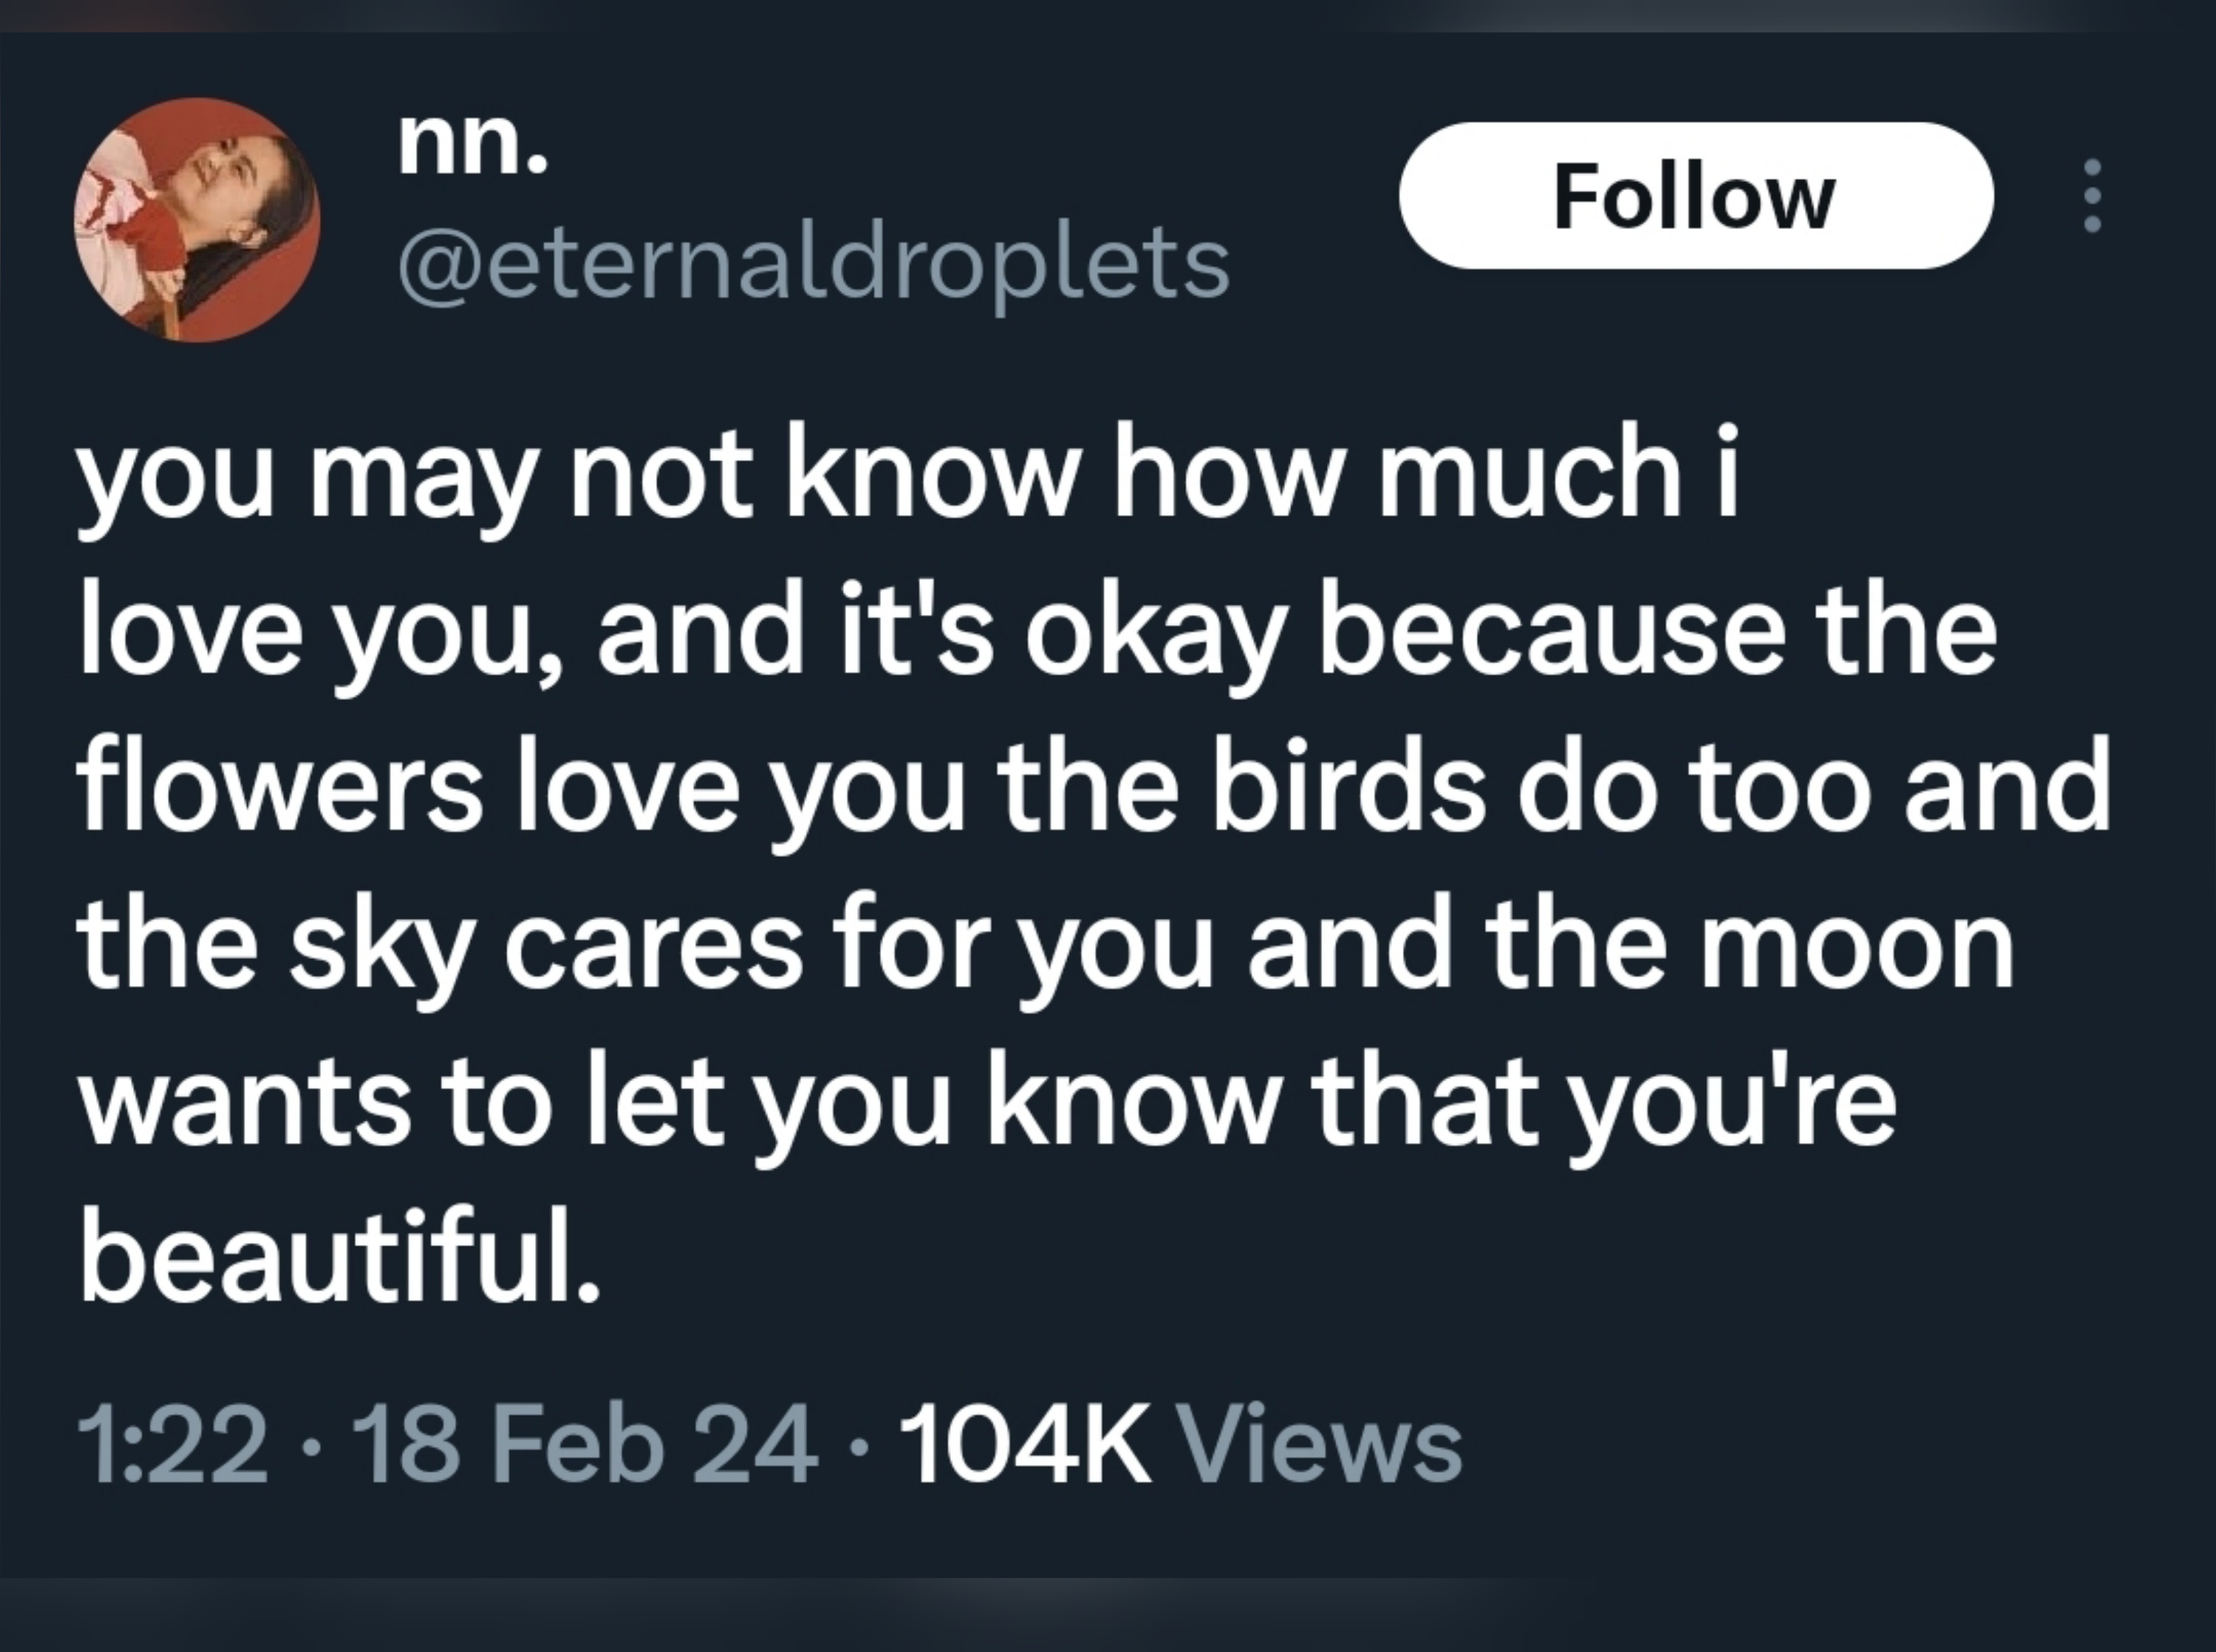 nn.
@eternaldroplets
Follow
you may not know how much i
love you, and it's okay because the
flowers love you the birds do too and
the sky cares for you and the moon
wants to let you know that you're
beautiful.
1:22 · 18 Feb 24 · 104K Views